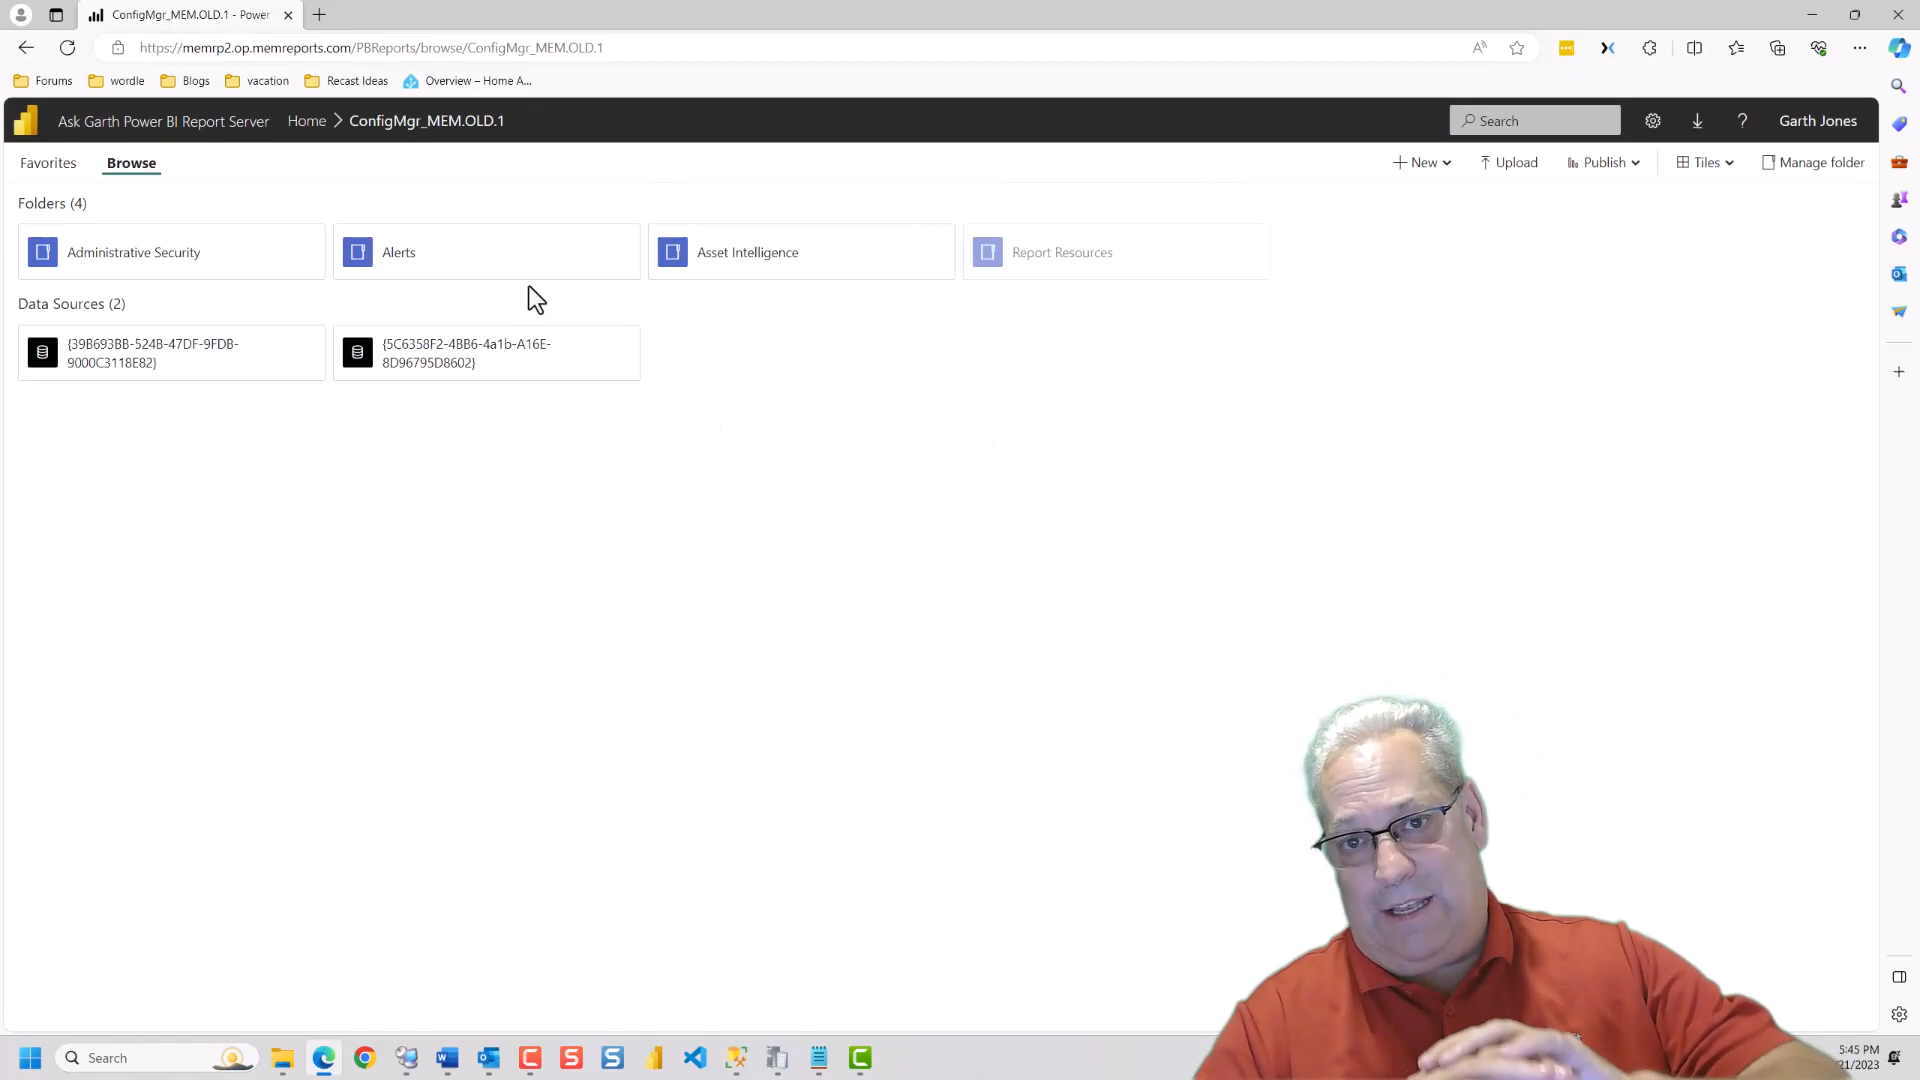 ConfigMgr_MEM.OLD.1 - Power
https://memrp2.op.memreports.com/PBReports/browse/ConfigMgr_MEM.OLD.1
Forums wordle Blogs vacation Recast Ideas Overview – Home A...
Ask Garth Power BI Report Server Home > ConfigMgr_MEM.OLD.1 Search ? Garth Jones
Favorites Browse + New Upload Publish Tiles Manage folder
Folders (4)
Administrative Security Alerts Asset Intelligence Report Resources
Data Sources (2)
{39B693BB-524B-47DF-9FDB-
9000C3118E82}
{5C6358F2-4BB6-4a1b-A16E-
8D96795D8602}
Search
5:45 PM
/21/2023